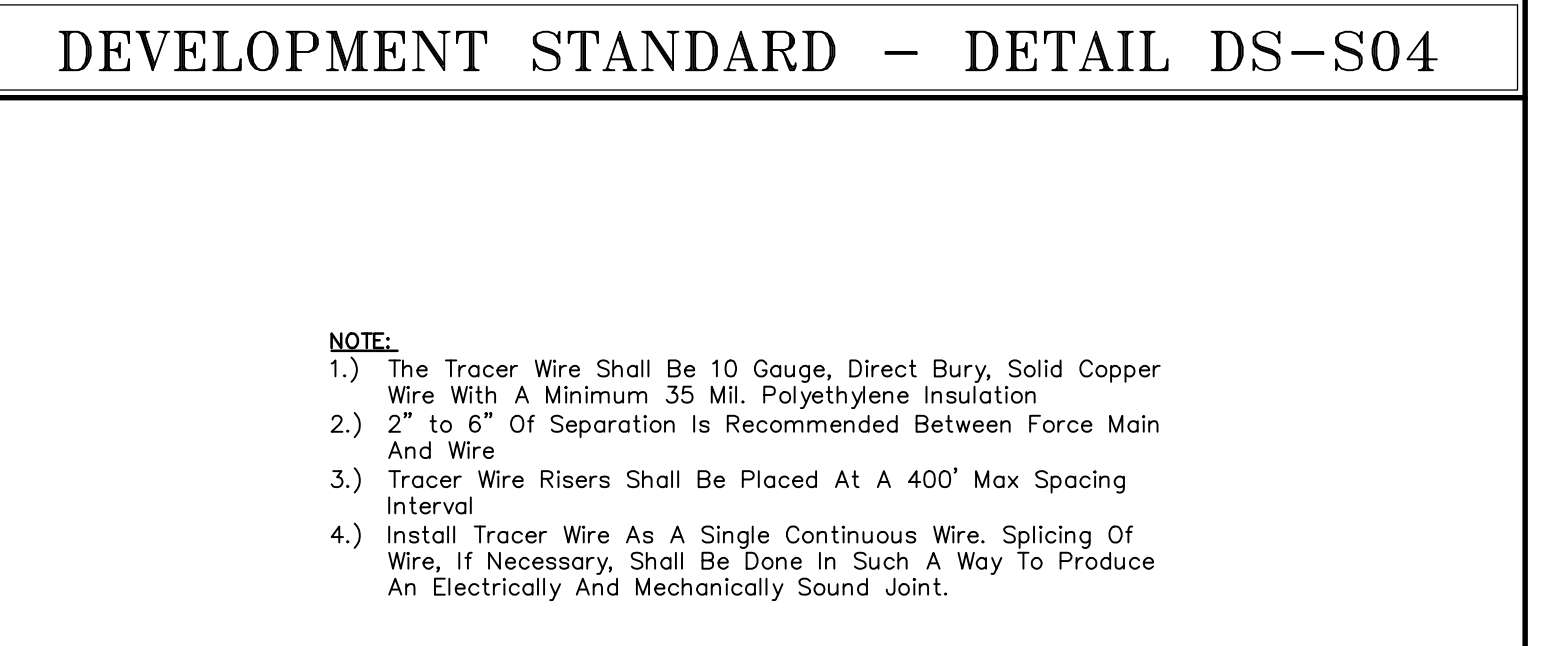 DEVELOPMENT STANDARD - DETAIL DS-S04
NOTE:
1.) The Tracer Wire Shall Be 10 Gauge, Direct Bury, Solid Copper
Wire With A Minimum 35 Mil. Polyethylene Insulation
2.) 2" to 6" Of Separation Is Recommended Between Force Main
And Wire
3.) Tracer Wire Risers Shall Be Placed At A 400' Max Spacing
Interval
4.) Install Tracer Wire As A Single Continuous Wire. Splicing Of
Wire, If Necessary, Shall Be Done In Such A Way To Produce
An Electrically And Mechanically Sound Joint.